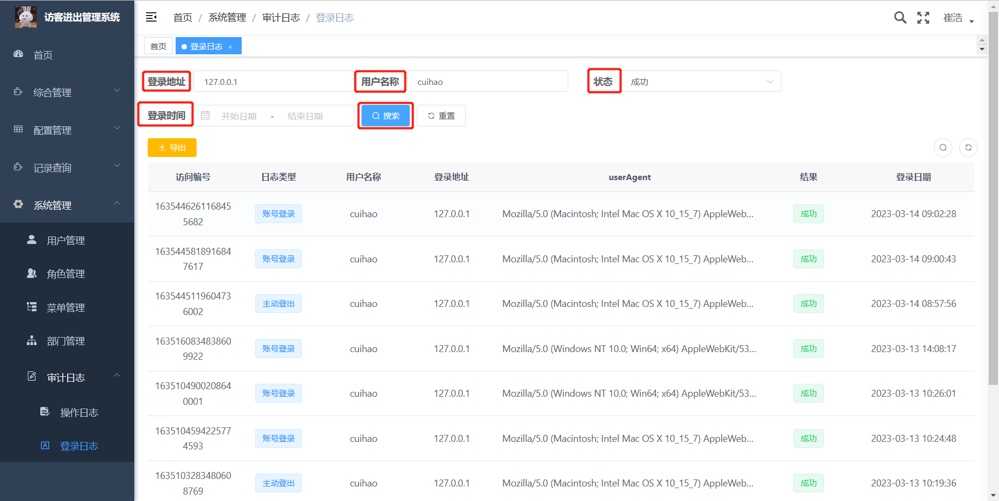 访客进出管理系统
首页
综合管理
配置管理
记录查询
系统管理
用户管理
角色管理
菜单管理
部门管理
审计日志
操作日志
登录日志
首页 / 系统管理 / 审计日志 / 登录日志
崔浩
首页
登录日志 ×
登录地址 127.0.0.1 用户名称 cuihao 状态 成功
登录时间 开始日期 - 结束日期 搜索 重置
导出
访问编号 日志类型 用户名称 登录地址 userAgent 结果 登录日期
163544626116845
5682 账号登录 cuihao 127.0.0.1 Mozilla/5.0 (Macintosh; Intel Mac OS X 10_15_7) AppleWeb... 成功 2023-03-14 09:02:28
163544581891684
7617 账号登录 cuihao 127.0.0.1 Mozilla/5.0 (Macintosh; Intel Mac OS X 10_15_7) AppleWeb... 成功 2023-03-14 09:00:43
163544511960473
6002 主动登出 cuihao 127.0.0.1 Mozilla/5.0 (Macintosh; Intel Mac OS X 10_15_7) AppleWeb... 成功 2023-03-14 08:57:56
163516083483860
9922 账号登录 cuihao 127.0.0.1 Mozilla/5.0 (Windows NT 10.0; Win64; x64) AppleWebKit/53... 成功 2023-03-13 14:08:17
163510490020864
0001 账号登录 cuihao 127.0.0.1 Mozilla/5.0 (Windows NT 10.0; Win64; x64) AppleWebKit/53... 成功 2023-03-13 10:26:01
163510459422577
4593 账号登录 cuihao 127.0.0.1 Mozilla/5.0 (Macintosh; Intel Mac OS X 10_15_7) AppleWeb... 成功 2023-03-13 10:24:48
163510328348060
8769 主动登出 cuihao 127.0.0.1 Mozilla/5.0 (Macintosh; Intel Mac OS X 10_15_7) AppleWeb... 成功 2023-03-13 10:19:36